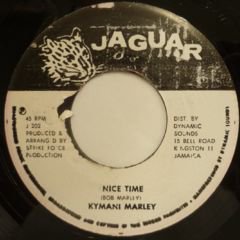 JAGUAR
45 RPM
J 202
PRODUCED &
ARRANGED BY
STRIKE FORCE
PRODUCTION
DIST. BY
DYNAMIC
SOUNDS
15 BELL ROAD
KINGSTON 11
JAMAICA
NICE TIME
(BOB MARLEY)
KYMANI MARLEY